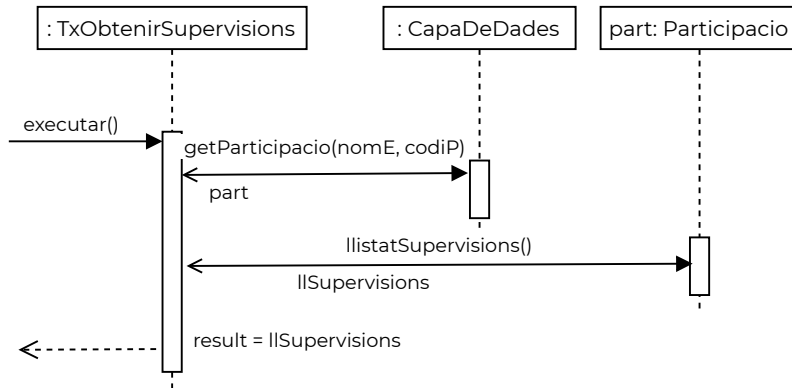 : TxObtenirSupervisions
: CapaDeDades
part: Participacio
executar()
getParticipacio(nomE, codiP)
part
llistatSupervisions()
llSupervisions
result = llSupervisions